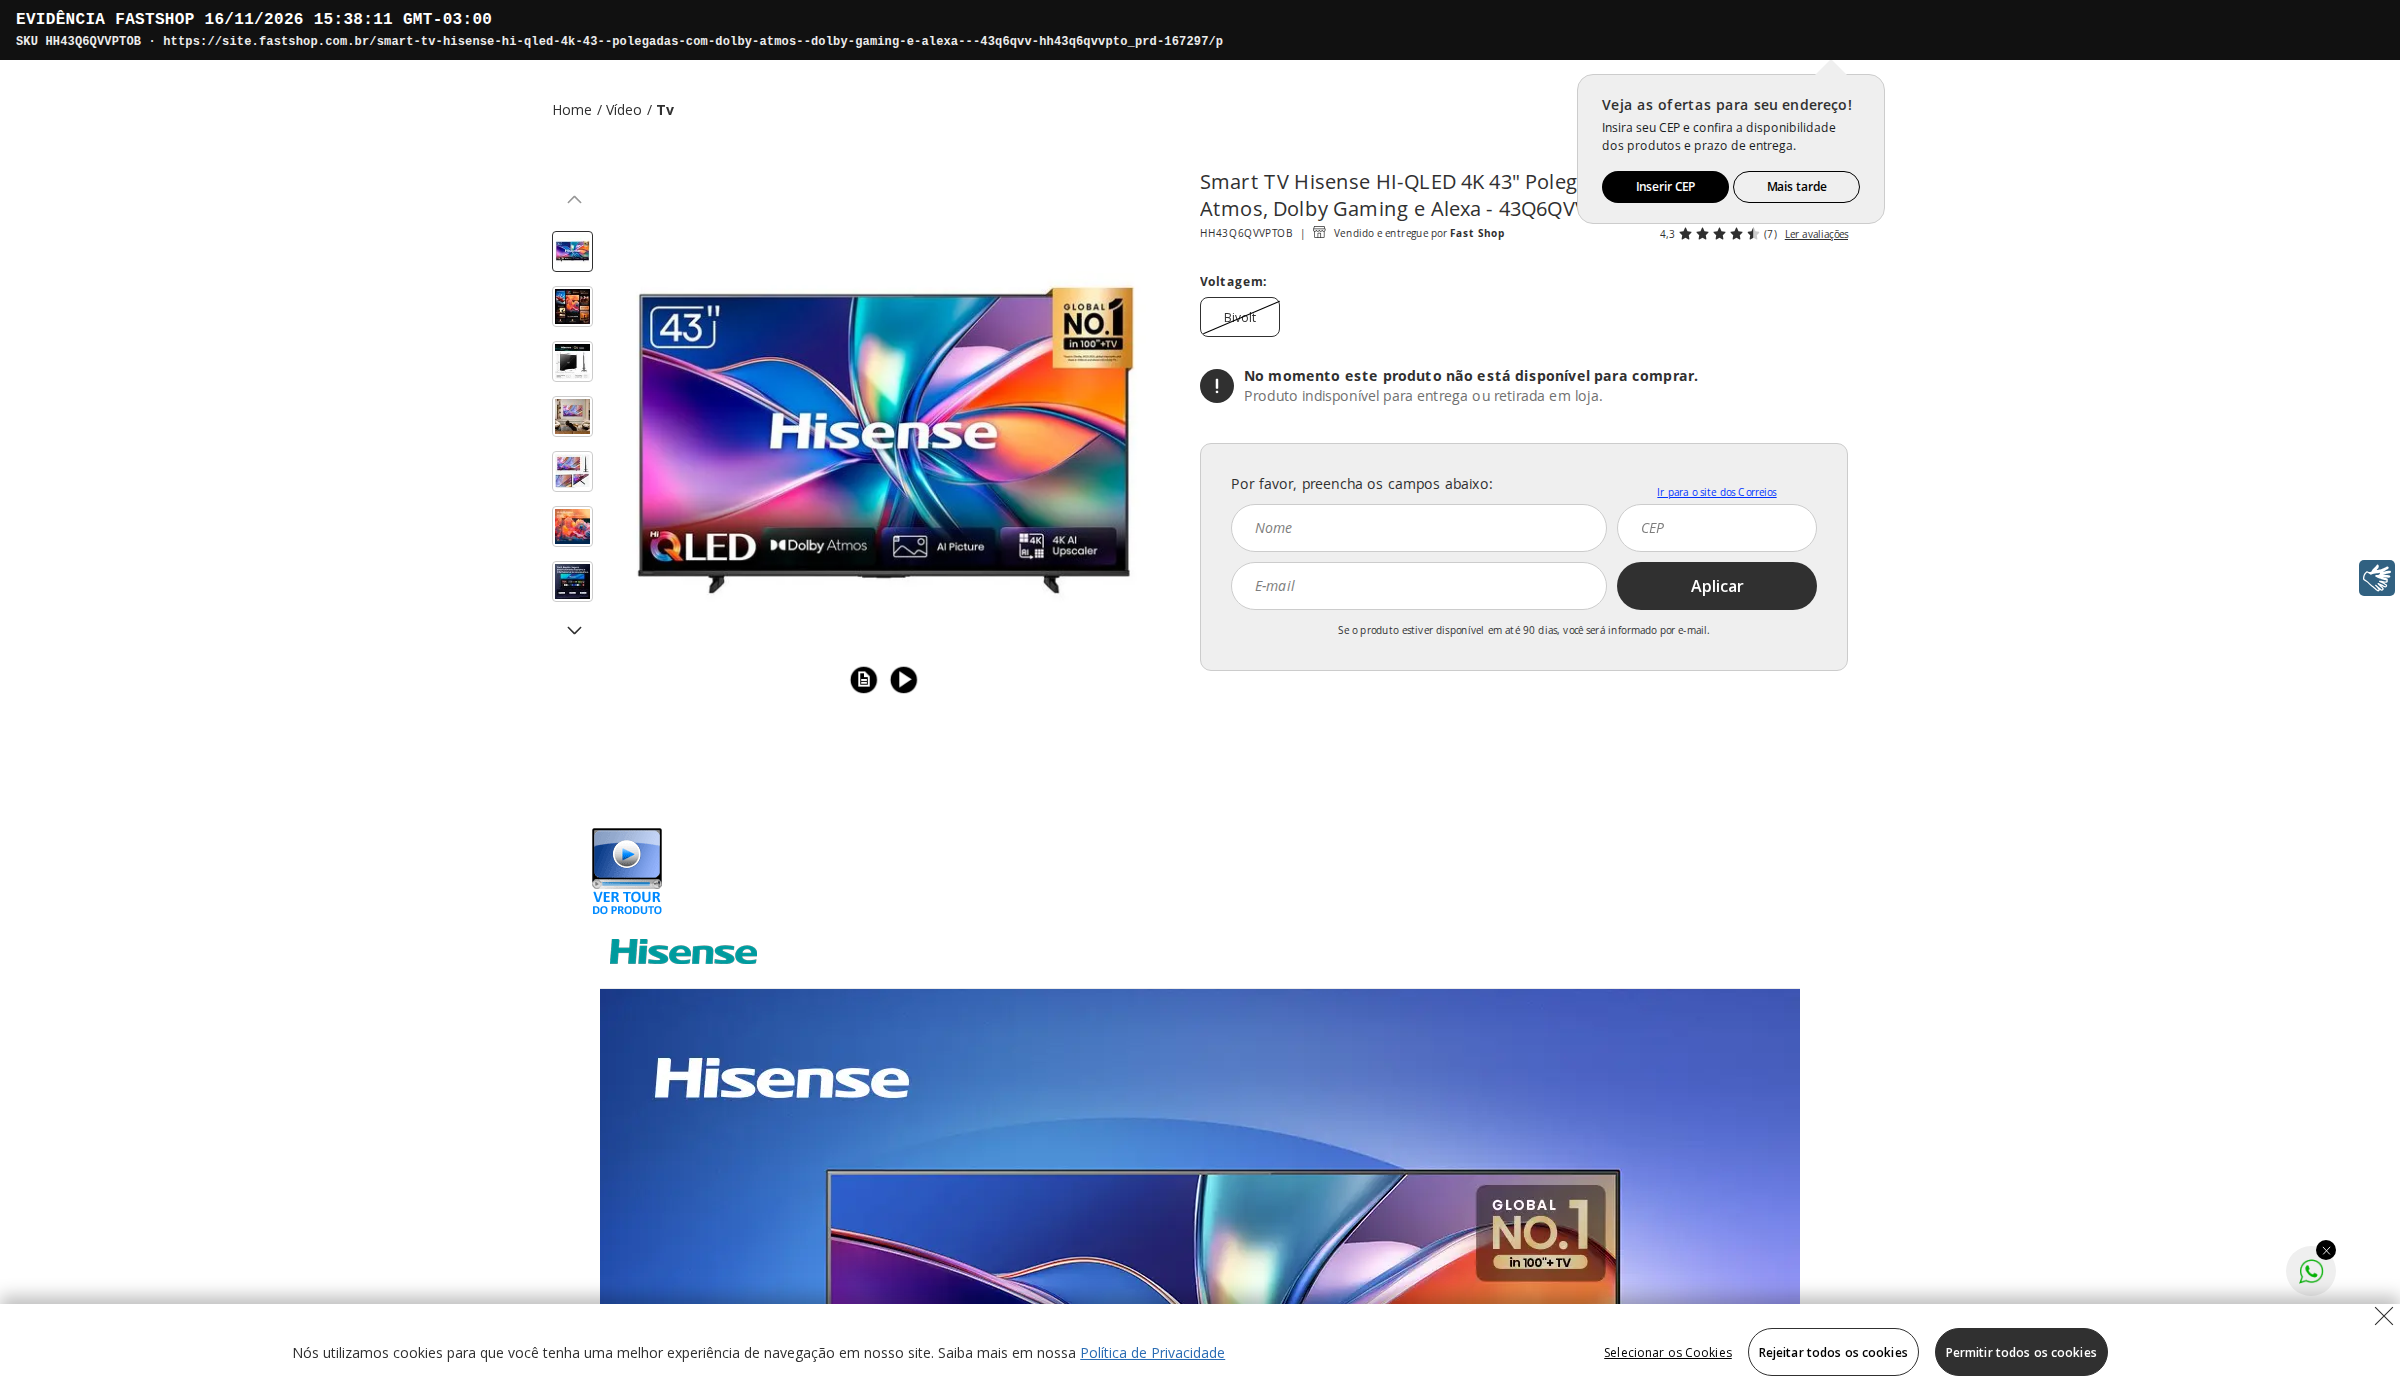 EVIDÊNCIA FASTSHOP 16/11/2026 15:38:11 GMT-03:00
SKU HH43Q6QVVPTOB · https://site.fastshop.com.br/smart-tv-hisense-hi-qled-4k-43--polegadas-com-dolby-atmos--dolby-gaming-e-alexa---43q6qvv-hh43q6qvvpto_prd-167297/p
Home / Vídeo / Tv
Veja as ofertas para seu endereço!
Insira seu CEP e confira a disponibilidade
dos produtos e prazo de entrega.
Inserir CEP
Mais tarde
Smart TV Hisense HI-QLED 4K 43" Poleg
Atmos, Dolby Gaming e Alexa - 43Q6QV
HH43Q6QVVPTOB | Vendido e entregue por Fast Shop
4,3 (7) Ler avaliações
Voltagem:
Bivolt
No momento este produto não está disponível para comprar.
Produto indisponível para entrega ou retirada em loja.
Por favor, preencha os campos abaixo:
Ir para o site dos Correios
Nome
CEP
E-mail
Aplicar
Se o produto estiver disponível em até 90 dias, você será informado por e-mail.
43"
GLOBAL
NO.1
in 100"+TV
Hisense
HI QLED
Dolby Atmos
AI Picture
4K AI
Upscaler
VER TOUR
DO PRODUTO
Hisense
Hisense
GLOBAL
NO.1
in 100"+ TV
Nós utilizamos cookies para que você tenha uma melhor experiência de navegação em nosso site. Saiba mais em nossa Política de Privacidade
Selecionar os Cookies
Rejeitar todos os cookies
Permitir todos os cookies